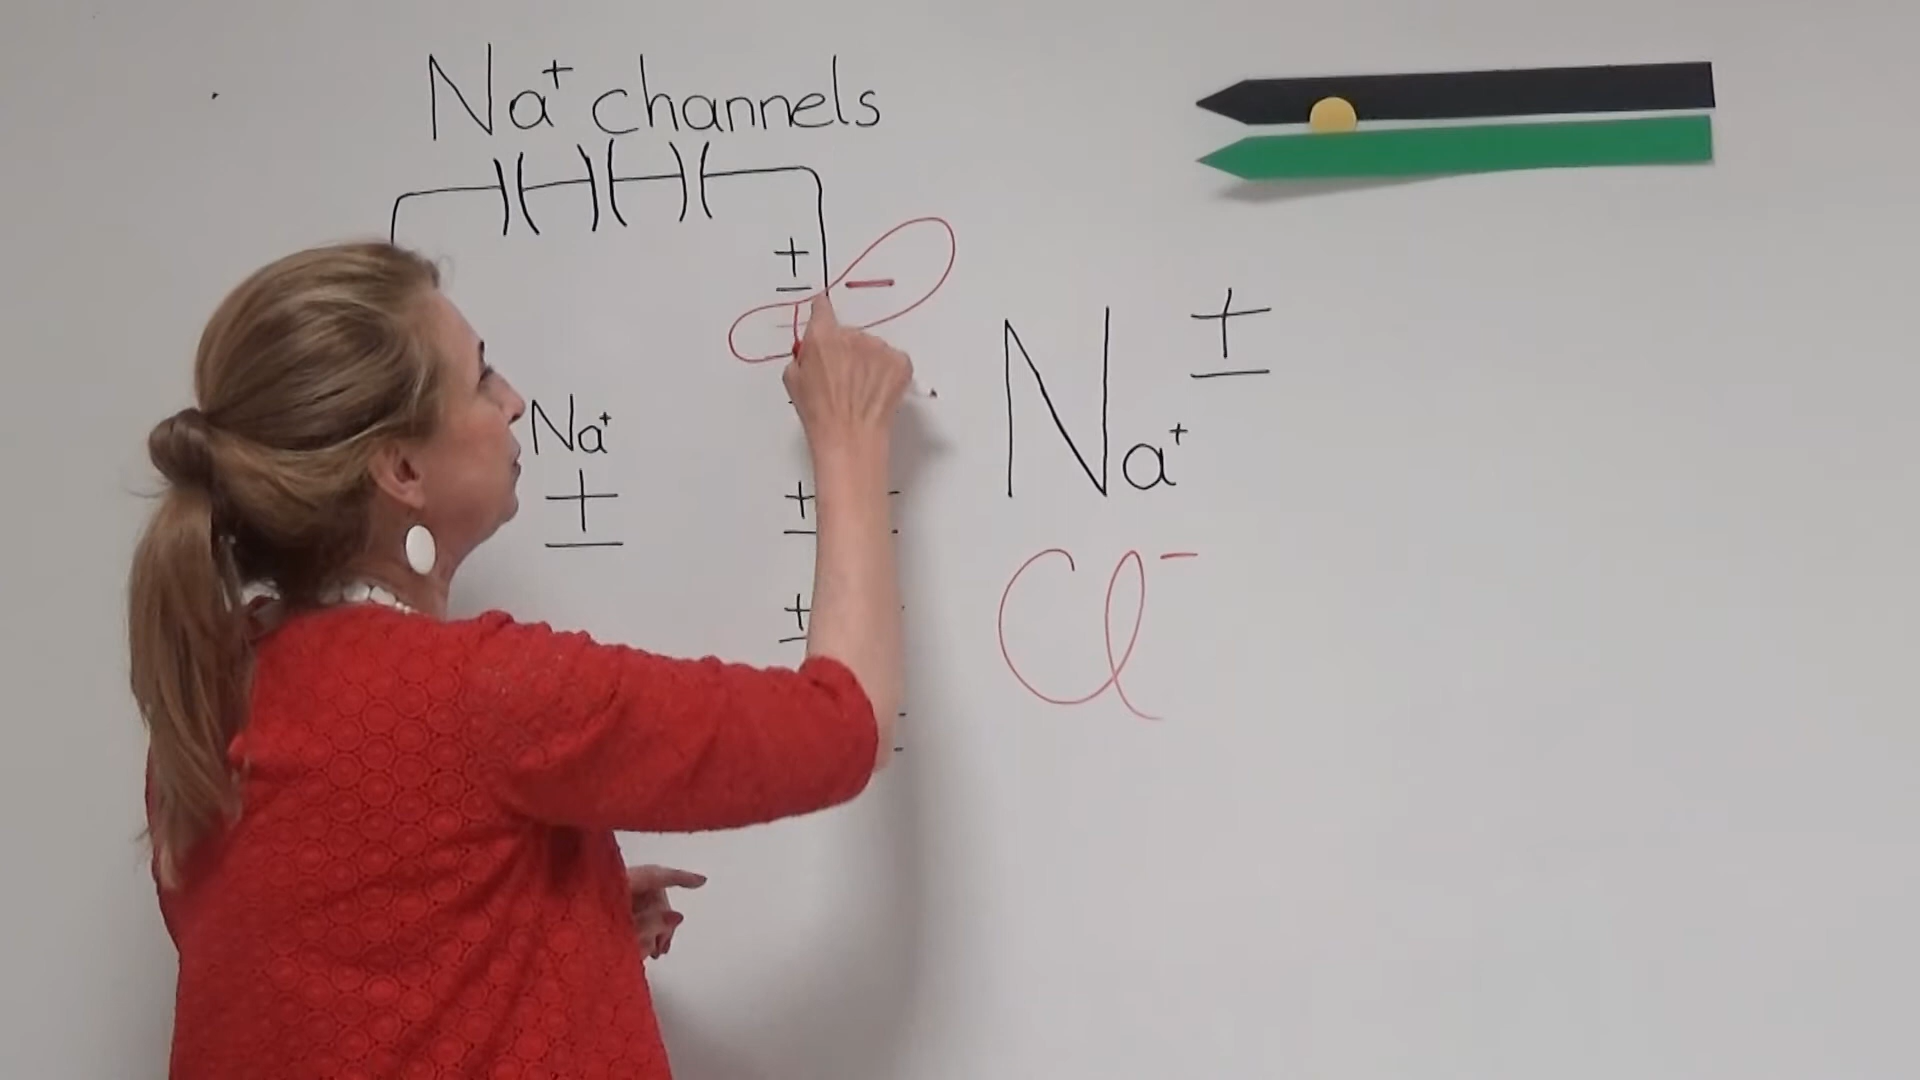 Na⁺ channels
+
−
−
Na⁺
±
±
±
Na⁺
±
Cl⁻